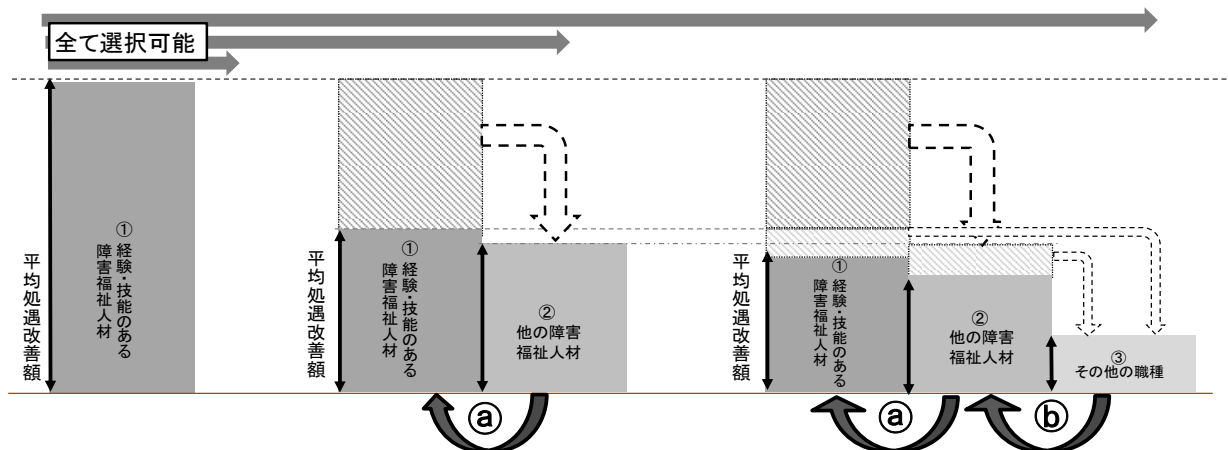 全て選択可能
平均処遇改善額
①経験・技能のある
障害福祉人材
平均処遇改善額
①経験・技能のある
障害福祉人材
②
他の障害
福祉人材
ⓐ
平均処遇改善額
①経験・技能のある
障害福祉人材
②
他の障害
福祉人材
③
その他の職種
ⓐ
ⓑ